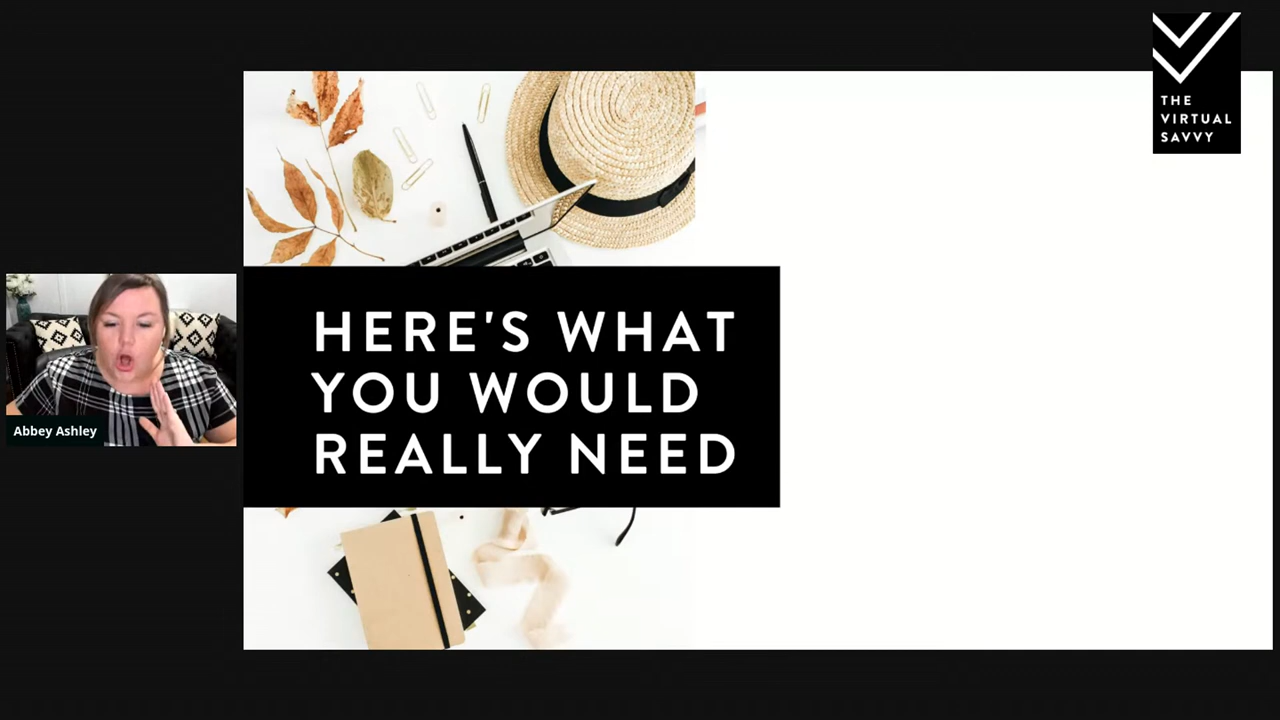 THE
VIRTUAL
SAVVY
HERE'S WHAT
YOU WOULD
REALLY NEED
Abbey Ashley